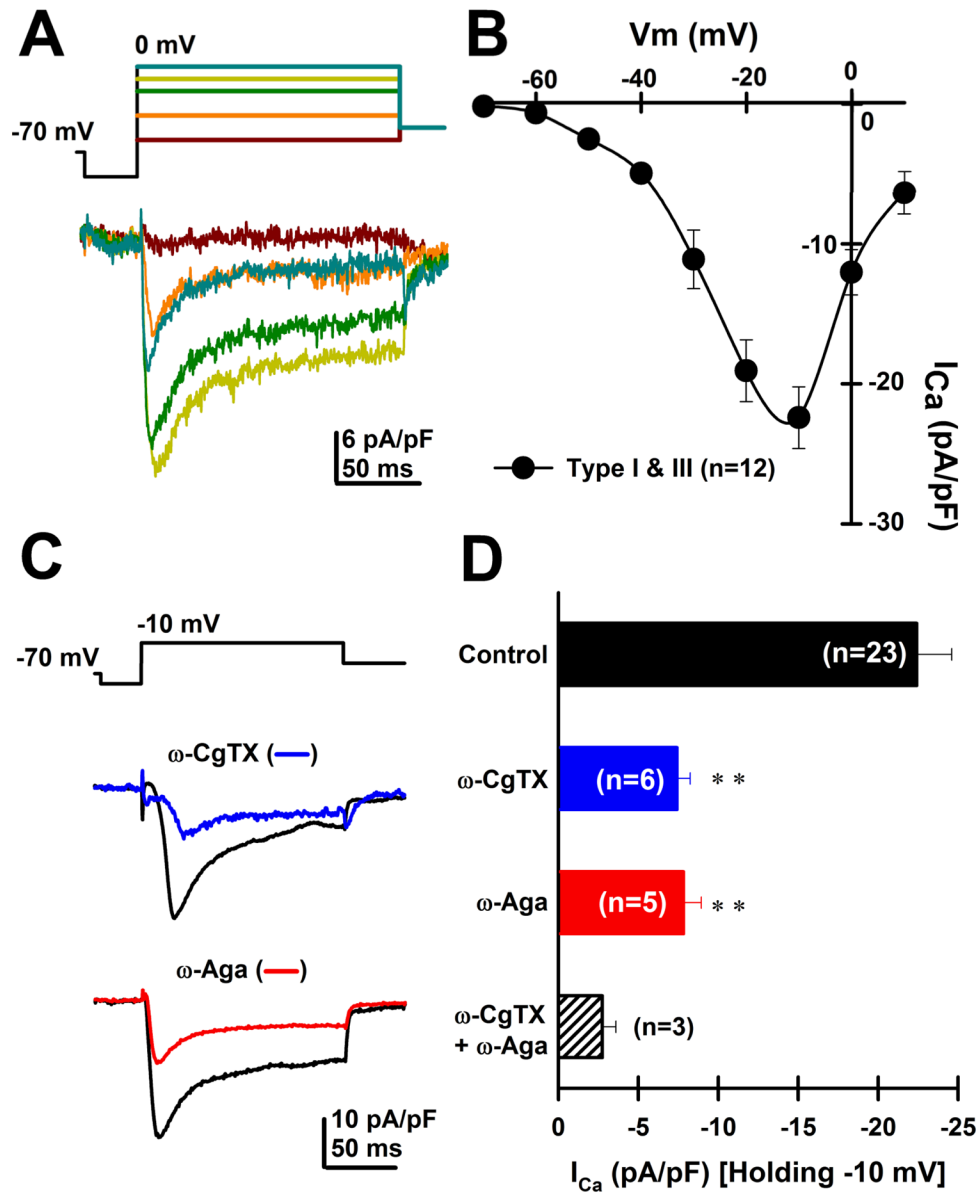 A
0 mV
-70 mV
6 pA/pF
50 ms
B
Vm (mV)
-60 -40 -20 0
0
-10
-20
-30
I_Ca (pA/pF)
Type I & III (n=12)
C
-10 mV
-70 mV
ω-CgTX (—)
ω-Aga (—)
10 pA/pF
50 ms
D
Control
(n=23)
ω-CgTX
(n=6)
**
ω-Aga
(n=5)
**
ω-CgTX
+ ω-Aga
(n=3)
0 -5 -10 -15 -20 -25
I_Ca (pA/pF) [Holding -10 mV]